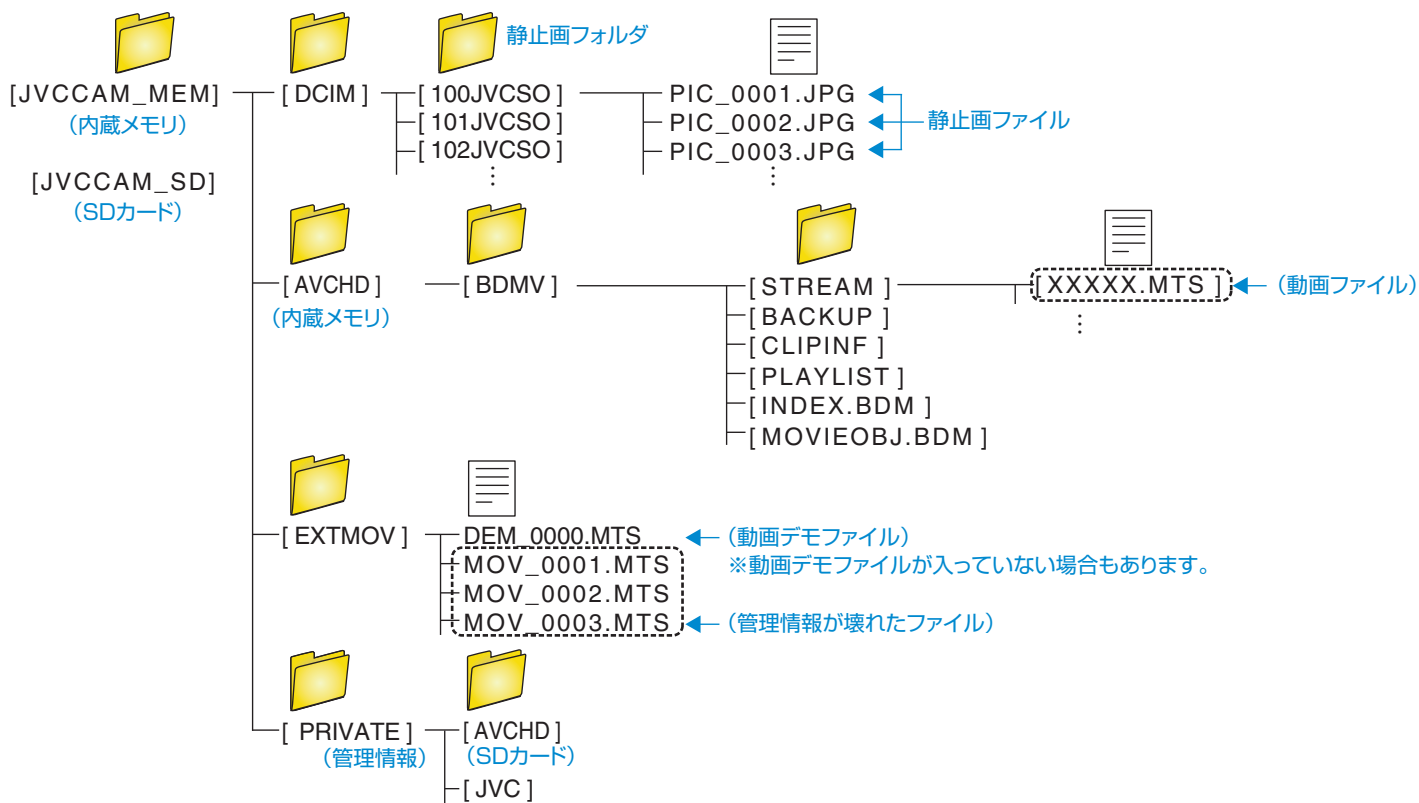 静止画フォルダ
[JVCCAM_MEM]
(内蔵メモリ)
[JVCCAM_SD]
(SDカード)
[ DCIM ]
[ 100JVCSO ]
[ 101JVCSO ]
[ 102JVCSO ]
⋮
PIC_0001.JPG
PIC_0002.JPG
PIC_0003.JPG
⋮
静止画ファイル
[ AVCHD ]
(内蔵メモリ)
[ BDMV ]
[ STREAM ]
[ BACKUP ]
[ CLIPINF ]
[ PLAYLIST ]
[ INDEX.BDM ]
[ MOVIEOBJ.BDM ]
[ XXXXX.MTS ]
(動画ファイル)
⋮
[ EXTMOV ]
DEM_0000.MTS
(動画デモファイル)
※動画デモファイルが入っていない場合もあります。
MOV_0001.MTS
MOV_0002.MTS
MOV_0003.MTS
(管理情報が壊れたファイル)
[ PRIVATE ]
(管理情報)
[ AVCHD ]
(SDカード)
[ JVC ]